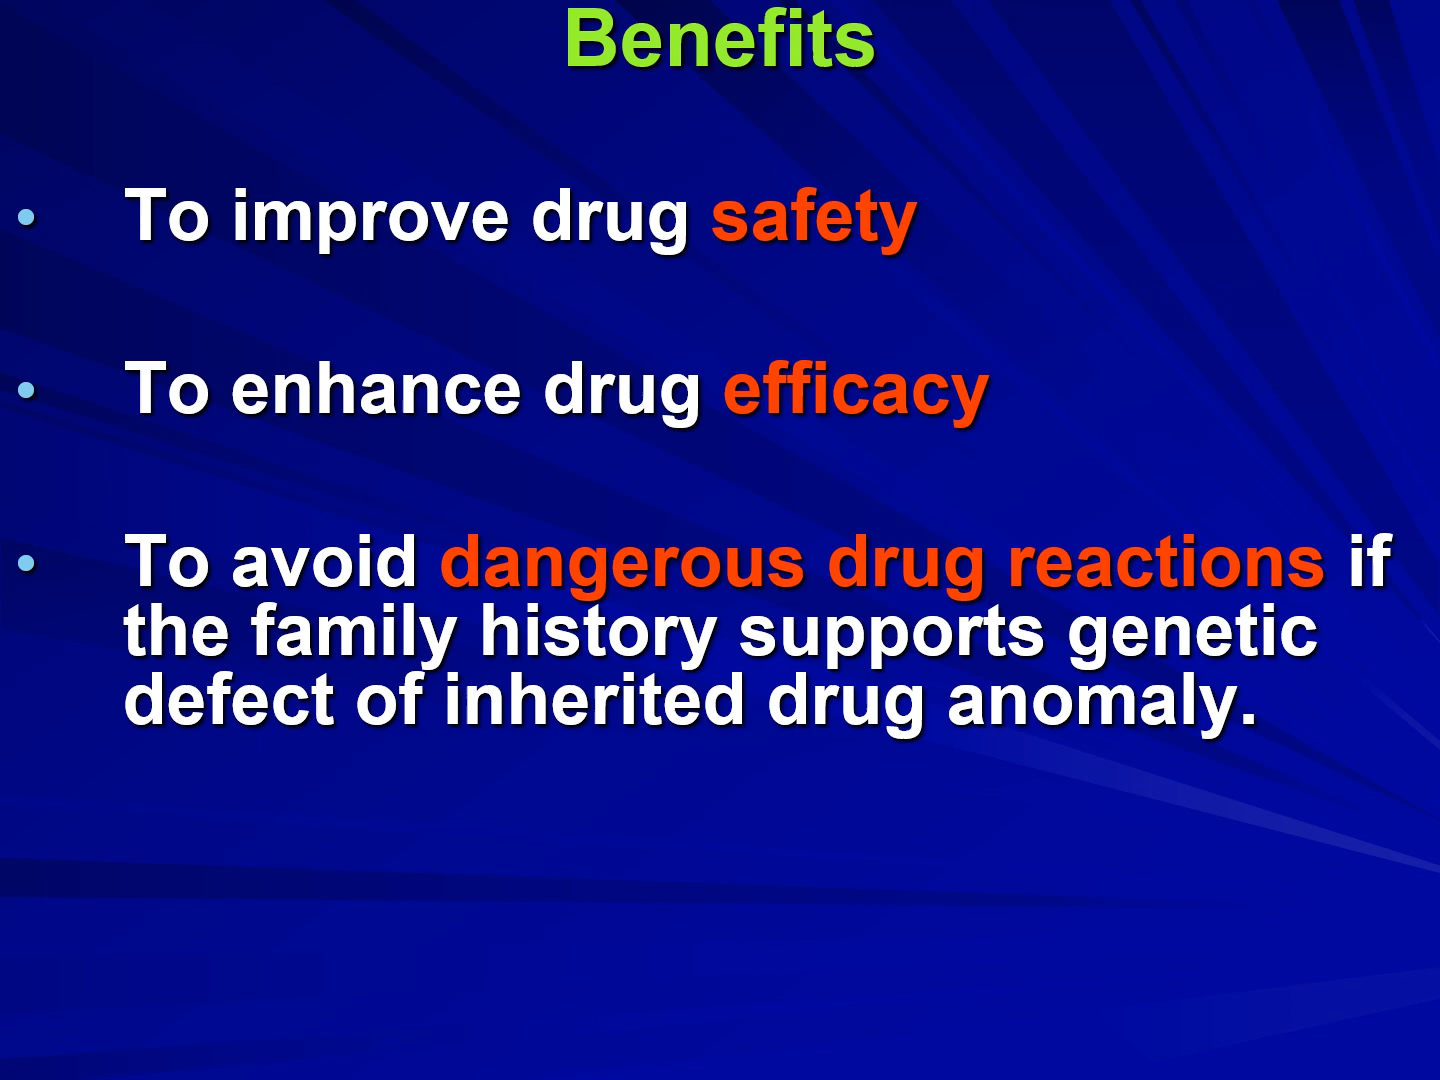 Benefits
• To improve drug safety
• To enhance drug efficacy
• To avoid dangerous drug reactions if
the family history supports genetic
defect of inherited drug anomaly.